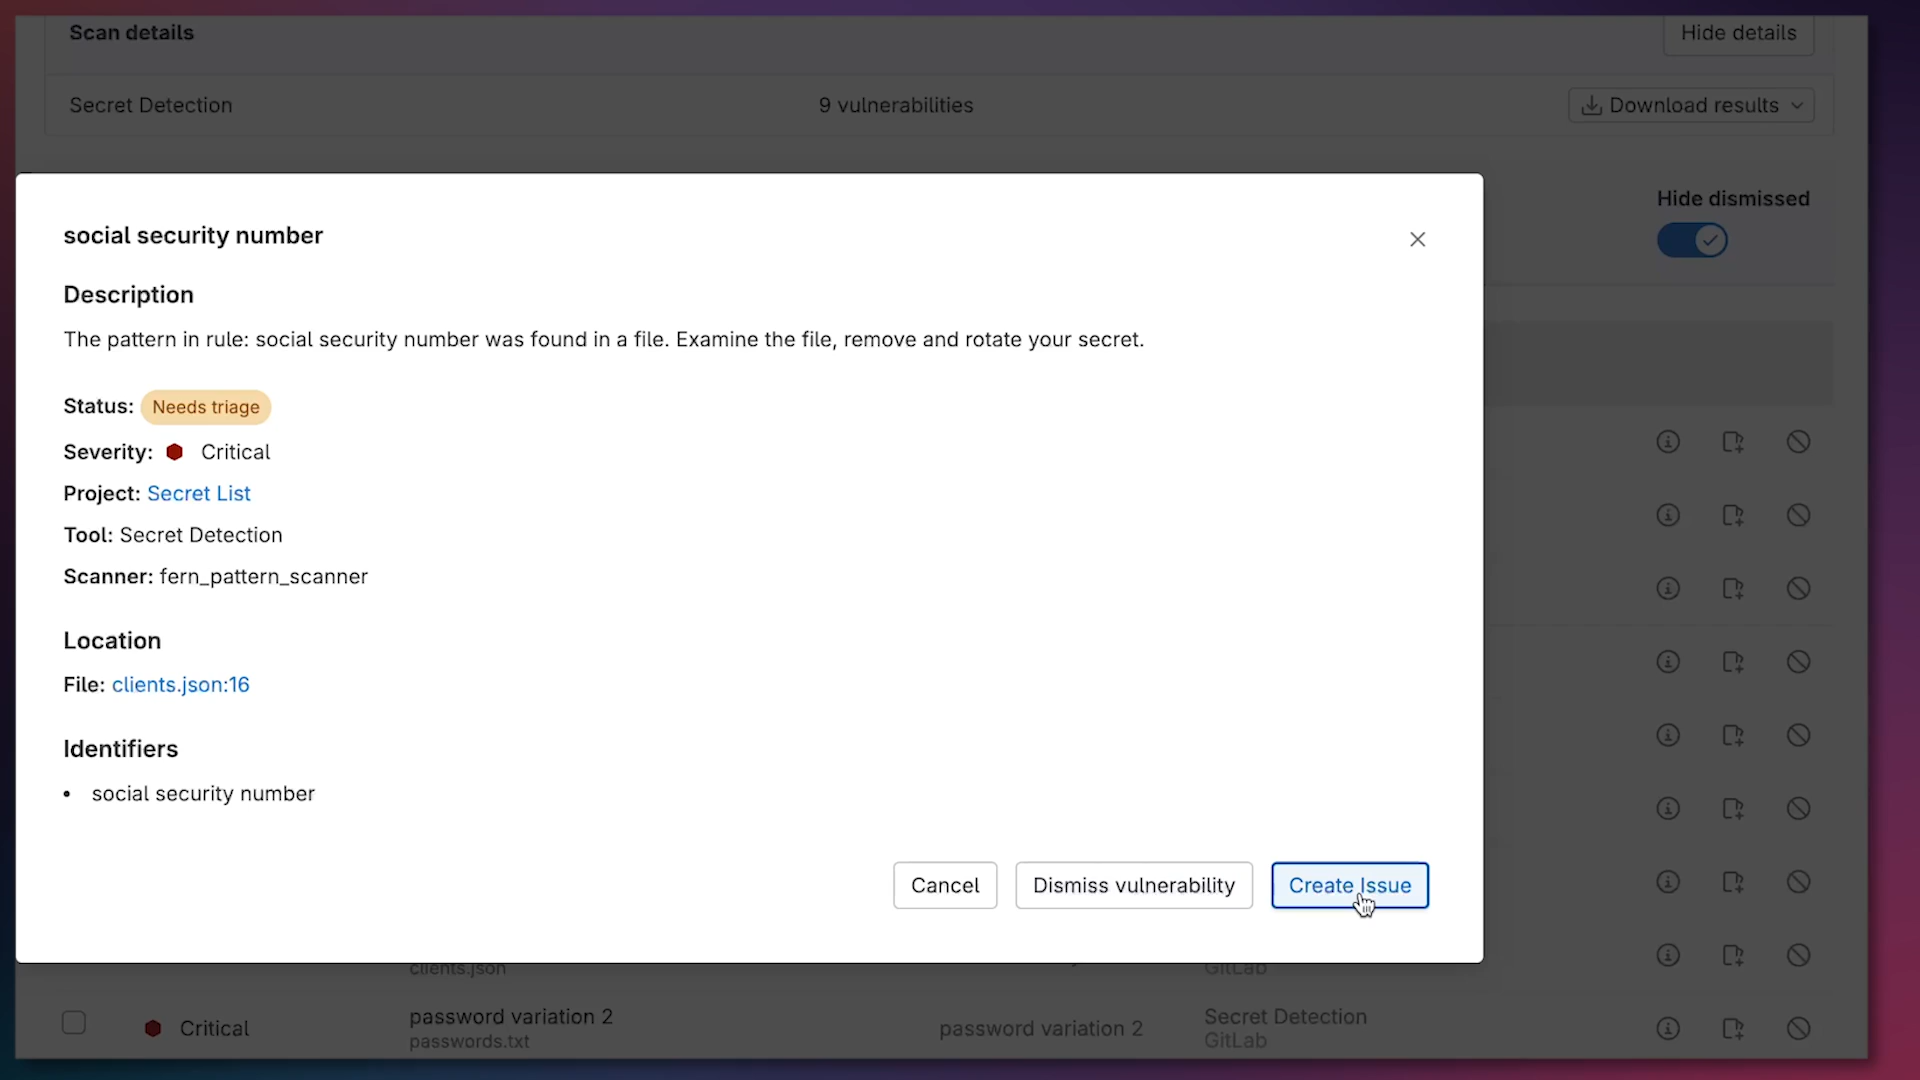 Scan details
Hide details
Secret Detection
9 vulnerabilities
Download results
Hide dismissed
social security number
Description
The pattern in rule: social security number was found in a file. Examine the file, remove and rotate your secret.
Status: Needs triage
Severity: Critical
Project: Secret List
Tool: Secret Detection
Scanner: fern_pattern_scanner
Location
File: clients.json:16
Identifiers
• social security number
Cancel
Dismiss vulnerability
Create Issue
clients.json
GitLab
Critical
password variation 2
passwords.txt
password variation 2
Secret Detection
GitLab